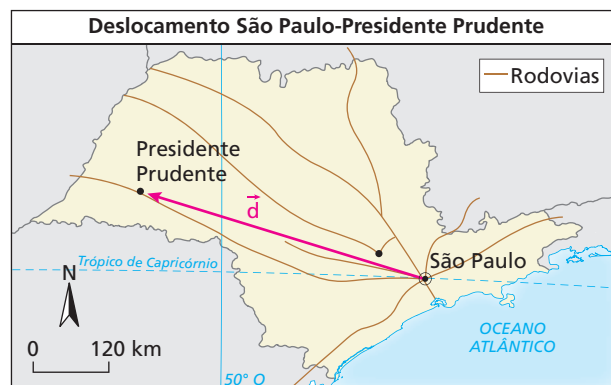 Deslocamento São Paulo-Presidente Prudente
Rodovias
Presidente
Prudente
d
São Paulo
Trópico de Capricórnio
N
OCEANO
ATLÂNTICO
0 120 km
50° O